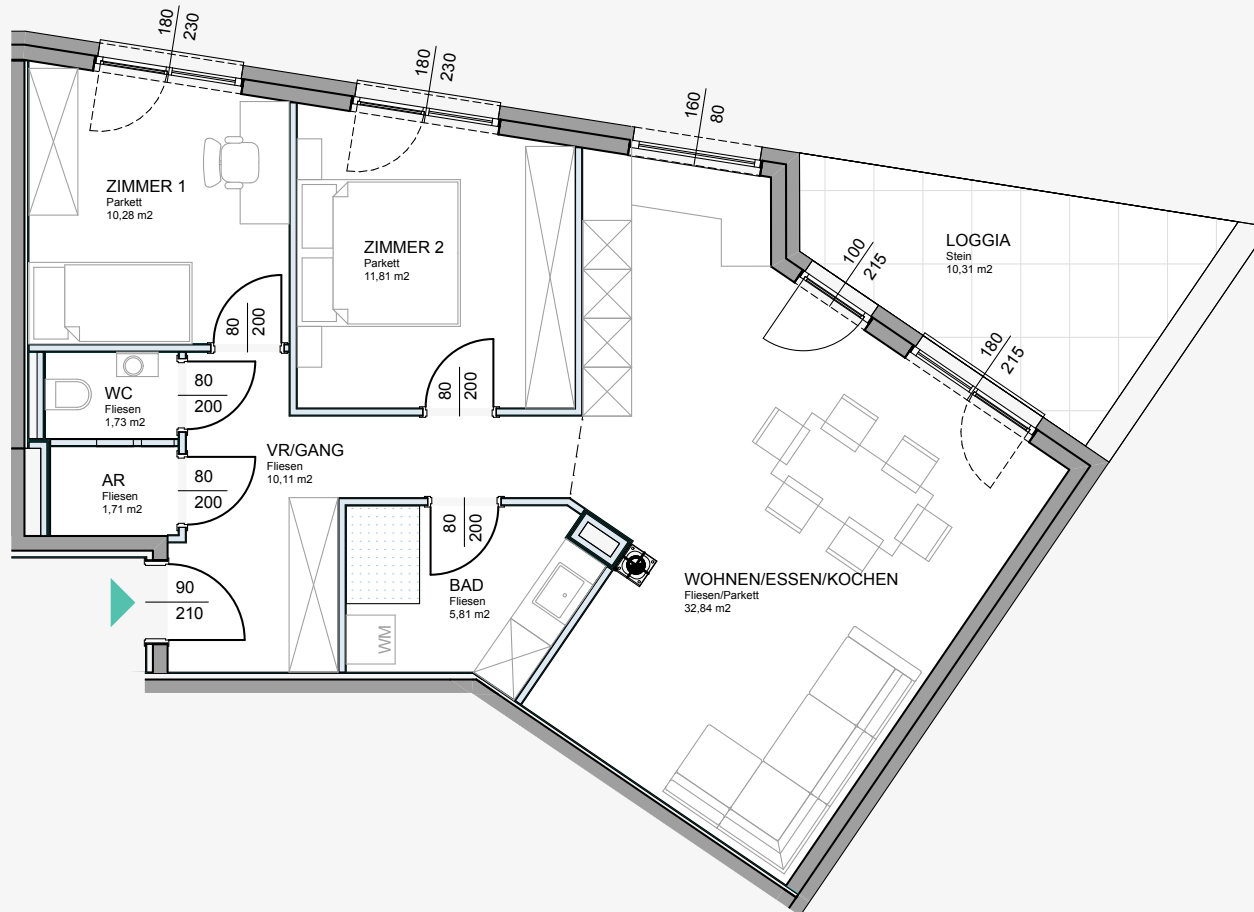 180
230
180
230
160
80
ZIMMER 1
Parkett
10,28 m2
ZIMMER 2
Parkett
11,81 m2
LOGGIA
Stein
10,31 m2
100
215
180
215
80
200
80
200
WC
Fliesen
1,73 m2
80
200
VR/GANG
Fliesen
10,11 m2
AR
Fliesen
1,71 m2
80
200
80
200
BAD
Fliesen
5,81 m2
WOHNEN/ESSEN/KOCHEN
Fliesen/Parkett
32,84 m2
90
210
WM